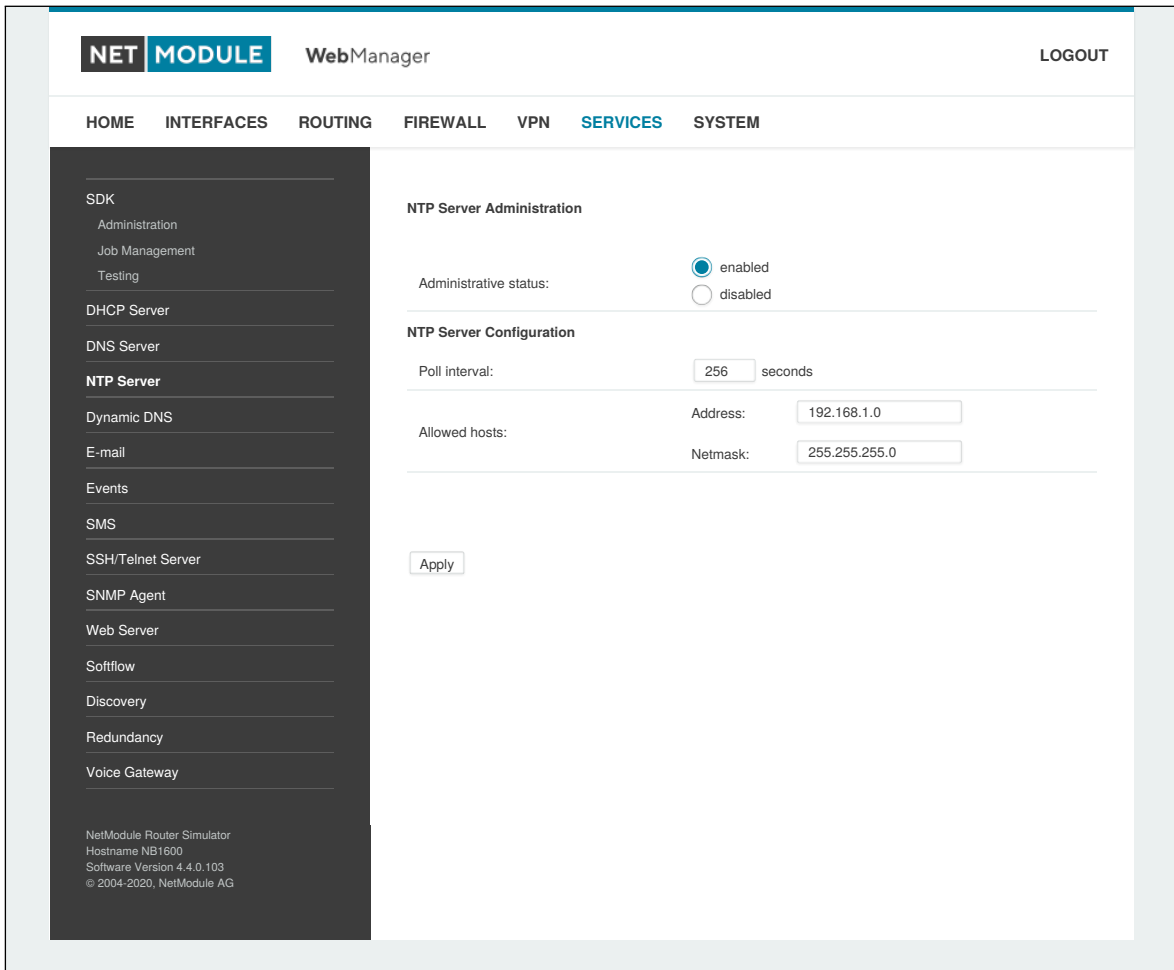 NET MODULE WebManager LOGOUT
HOME INTERFACES ROUTING FIREWALL VPN SERVICES SYSTEM
SDK
Administration
Job Management
Testing
DHCP Server
DNS Server
NTP Server
Dynamic DNS
E-mail
Events
SMS
SSH/Telnet Server
SNMP Agent
Web Server
Softflow
Discovery
Redundancy
Voice Gateway
NetModule Router Simulator
Hostname NB1600
Software Version 4.4.0.103
© 2004-2020, NetModule AG
NTP Server Administration
Administrative status:
enabled
disabled
NTP Server Configuration
Poll interval: 256 seconds
Allowed hosts:
Address: 192.168.1.0
Netmask: 255.255.255.0
Apply